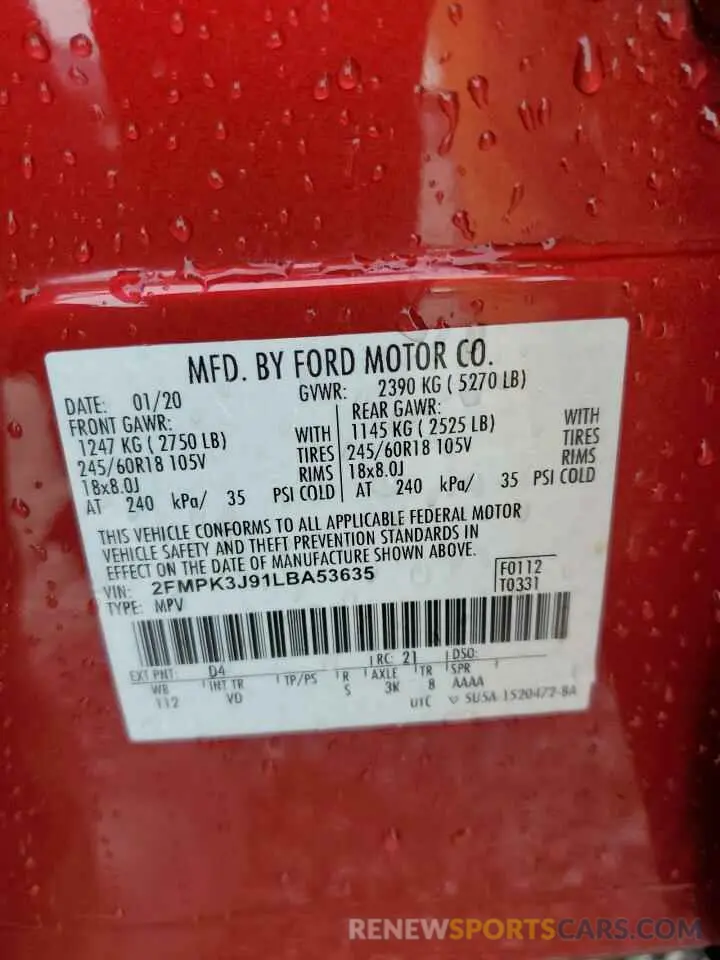 MFD. BY FORD MOTOR CO.
DATE: 01/20 GVWR: 2390 KG ( 5270 LB)
FRONT GAWR: REAR GAWR:
1247 KG ( 2750 LB) WITH 1145 KG ( 2525 LB) WITH
245/60R18 105V TIRES 245/60R18 105V TIRES
18x8.0J RIMS 18x8.0J RIMS
AT 240 kPa/ 35 PSI COLD AT 240 kPa/ 35 PSI COLD
THIS VEHICLE CONFORMS TO ALL APPLICABLE FEDERAL MOTOR
VEHICLE SAFETY AND THEFT PREVENTION STANDARDS IN
EFFECT ON THE DATE OF MANUFACTURE SHOWN ABOVE.
VIN: 2FMPK3J91LBA53635 F0112
TYPE: MPV T0331
EXT PNT: D4 RC: 21 DSO:
WB INT TR TP/PS R AXLE TR SPR
112 VD S 3K 8 AAAA
UTC SUSA-1520472-BA
RENEWSPORTSCARS.COM